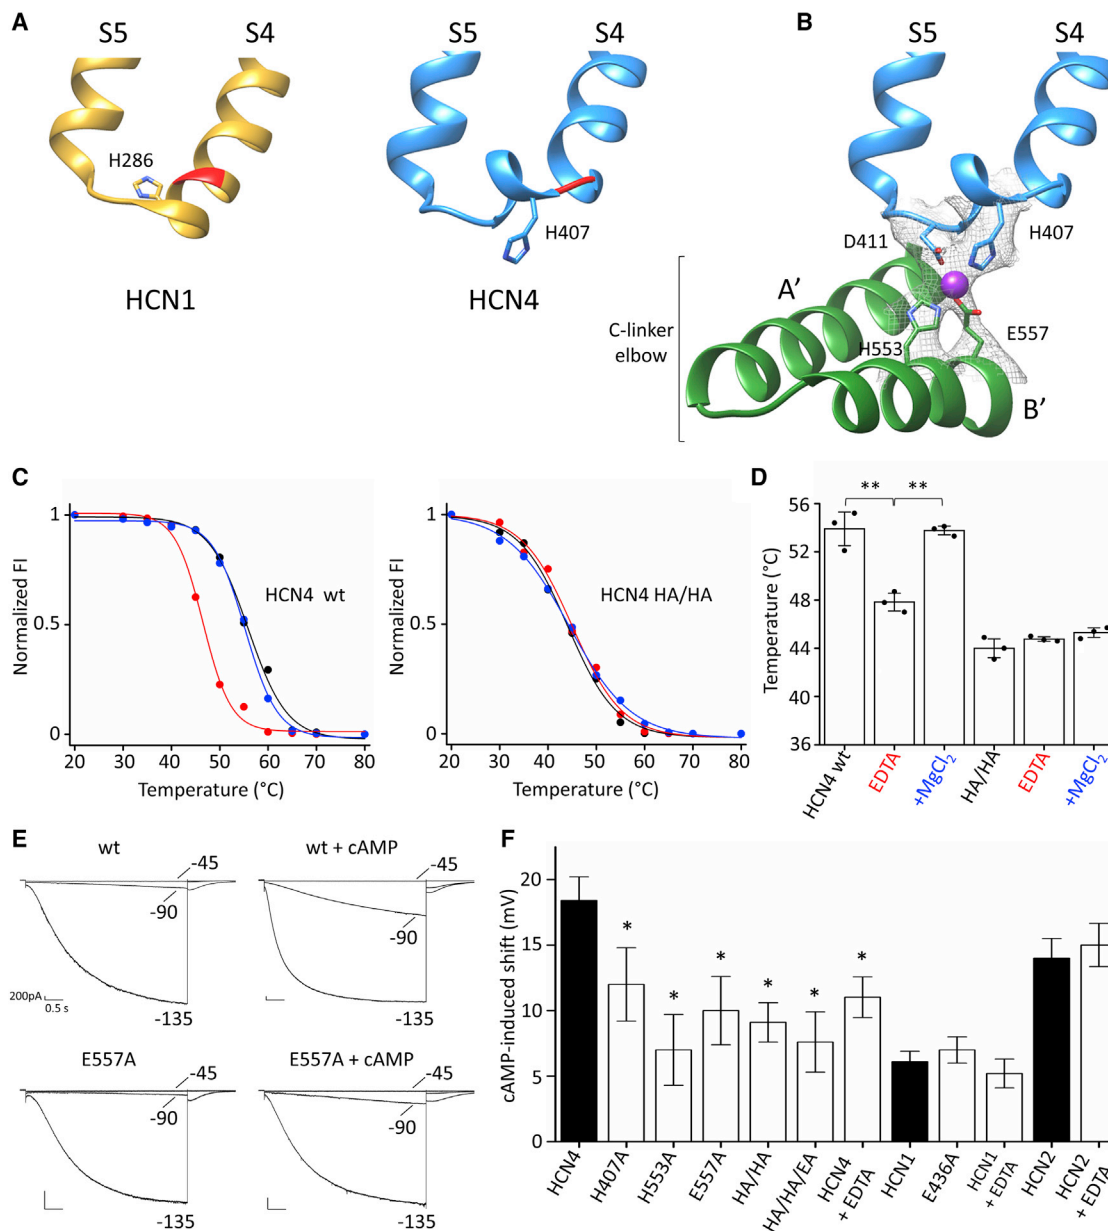 A
S5
S4
H286
HCN1
S5
S4
H407
HCN4
B
S5
S4
D411
H407
A'
C-linker
elbow
H553
E557
B'
C
Normalized FI
1
0.5
0
HCN4 wt
20 30 40 50 60 70 80
Temperature (°C)
Normalized FI
1
0.5
0
HCN4 HA/HA
20 30 40 50 60 70 80
Temperature (°C)
D
** **
Temperature (°C)
56
52
48
44
40
36
HCN4 wt
EDTA
+MgCl2
HA/HA
EDTA
+MgCl2
E
wt
-45
-90
-135
200pA
0.5 s
wt + cAMP
-45
-90
-135
E557A
-45
-90
-135
E557A + cAMP
-45
-90
-135
F
cAMP-induced shift (mV)
20
15
10
5
0
* * * * * *
HCN4
H407A
H553A
E557A
HA/HA
HA/HA/EA
HCN4
+ EDTA
HCN1
E436A
HCN1
+ EDTA
HCN2
HCN2
+ EDTA